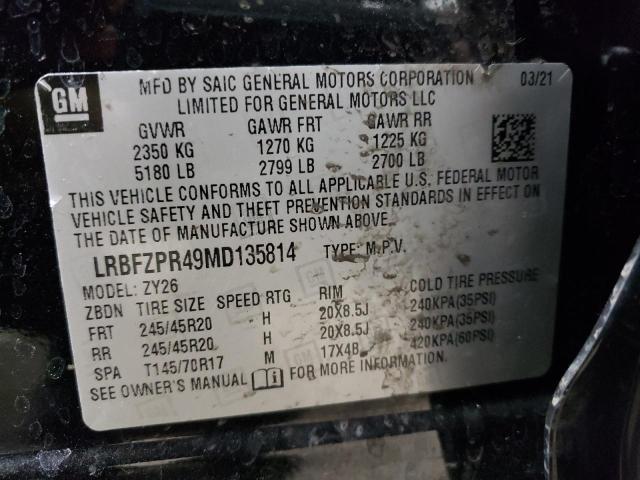 GM
MFD BY SAIC GENERAL MOTORS CORPORATION 03/21
LIMITED FOR GENERAL MOTORS LLC
GVWR GAWR FRT GAWR RR
2350 KG 1270 KG 1225 KG
5180 LB 2799 LB 2700 LB
THIS VEHICLE CONFORMS TO ALL APPLICABLE U.S. FEDERAL MOTOR
VEHICLE SAFETY AND THEFT PREVENTION STANDARDS IN EFFECT ON
THE DATE OF MANUFACTURE SHOWN ABOVE.
LRBFZPR49MD135814 TYPE: M.P.V.
MODEL: ZY26
ZBDN TIRE SIZE SPEED RTG RIM COLD TIRE PRESSURE
FRT 245/45R20 H 20X8.5J 240KPA(35PSI)
RR 245/45R20 H 20X8.5J 240KPA(35PSI)
SPA T145/70R17 M 17X4B 420KPA(60PSI)
SEE OWNER'S MANUAL FOR MORE INFORMATION.